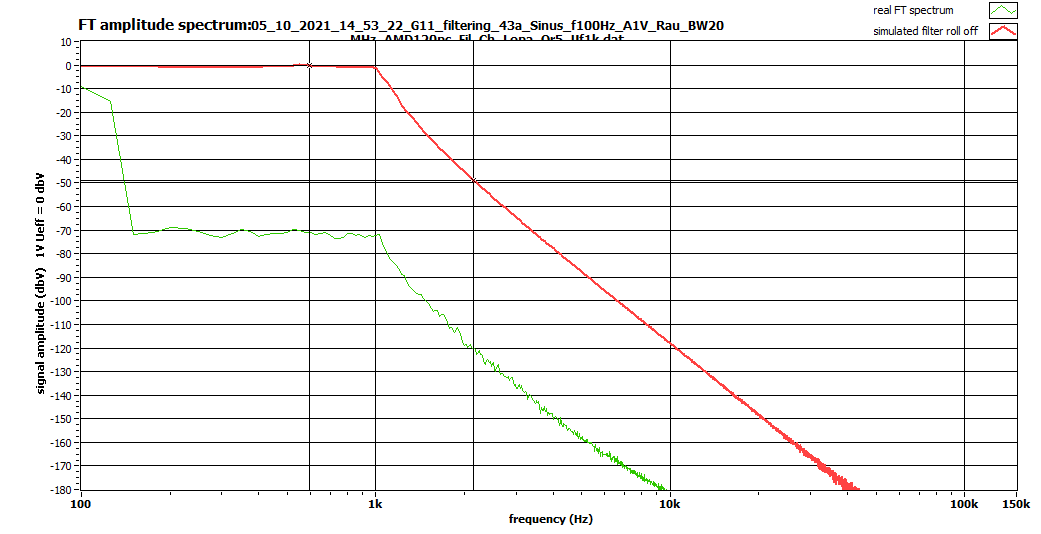 real FT spectrum
FT amplitude spectrum:05_10_2021_14_53_22_G11_filtering_43a_Sinus_f100Hz_A1V_Rau_BW20
simulated filter roll off
MHz_AMD120pc_Fil_Ch_Lopa_Or5_Uf1k.dat
10
0
-10
-20
-30
-40
-50
-60
-70
-80
-90
-100
-110
-120
-130
-140
-150
-160
-170
-180
signal amplitude (dbV) 1V Ueff = 0 dbV
100
1k
10k
100k
150k
frequency (Hz)